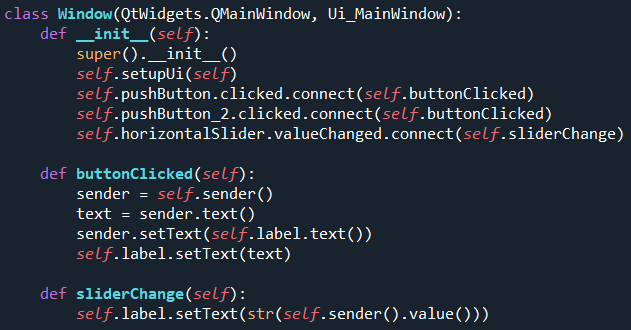 class Window(QtWidgets.QMainWindow, Ui_MainWindow):
    def __init__(self):
        super().__init__()
        self.setupUi(self)
        self.pushButton.clicked.connect(self.buttonClicked)
        self.pushButton_2.clicked.connect(self.buttonClicked)
        self.horizontalSlider.valueChanged.connect(self.sliderChange)

    def buttonClicked(self):
        sender = self.sender()
        text = sender.text()
        sender.setText(self.label.text())
        self.label.setText(text)

    def sliderChange(self):
        self.label.setText(str(self.sender().value()))